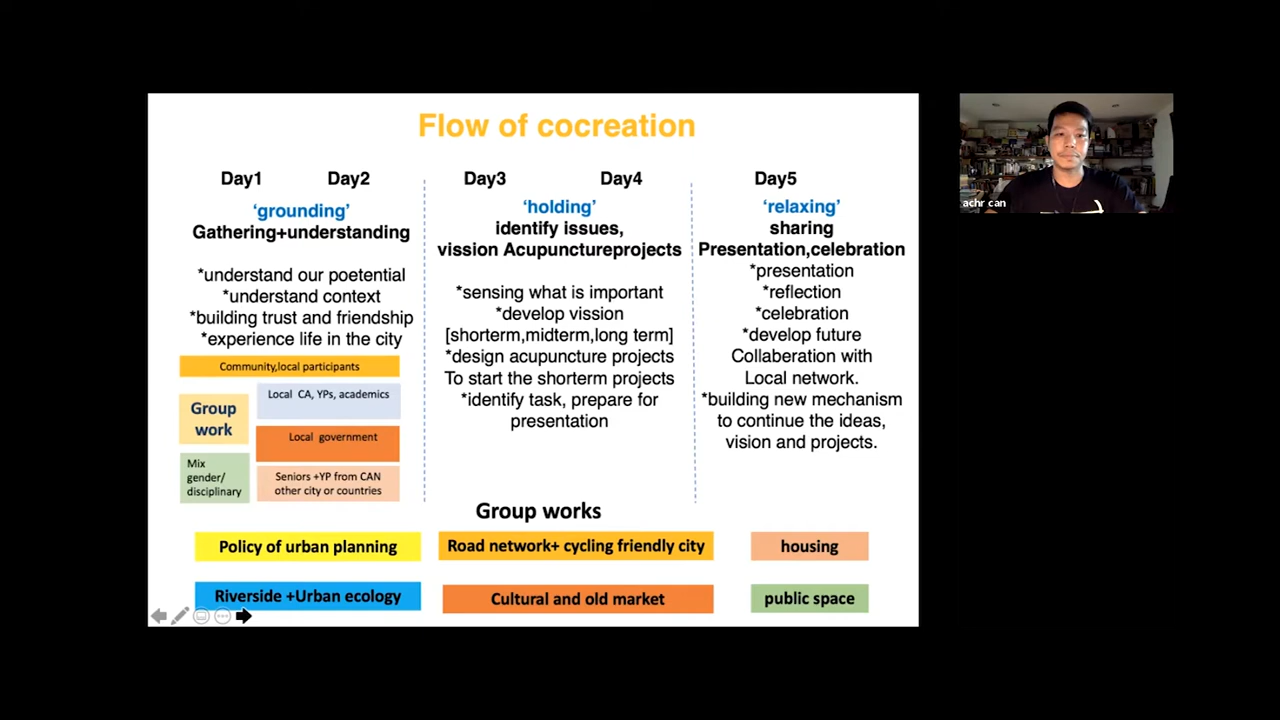 Flow of cocreation
Day1
Day2
'grounding'
Gathering+understanding
*understand our poetential
*understand context
*building trust and friendship
*experience life in the city
Community,local participants
Group
work
Local CA, YPs, academics
Local government
Mix
gender/
disciplinary
Seniors +YP from CAN
other city or countries
Day3
Day4
'holding'
identify issues,
vission Acupunctureprojects
*sensing what is important
*develop vission
[shorterm,midterm,long term]
*design acupuncture projects
To start the shorterm projects
*identify task, prepare for
presentation
Day5
'relaxing'
sharing
Presentation,celebration
*presentation
*reflection
*celebration
*develop future
Collaberation with
Local network.
*building new mechanism
to continue the ideas,
vision and projects.
Group works
Policy of urban planning
Road network+ cycling friendly city
housing
Riverside +Urban ecology
Cultural and old market
public space
achr can